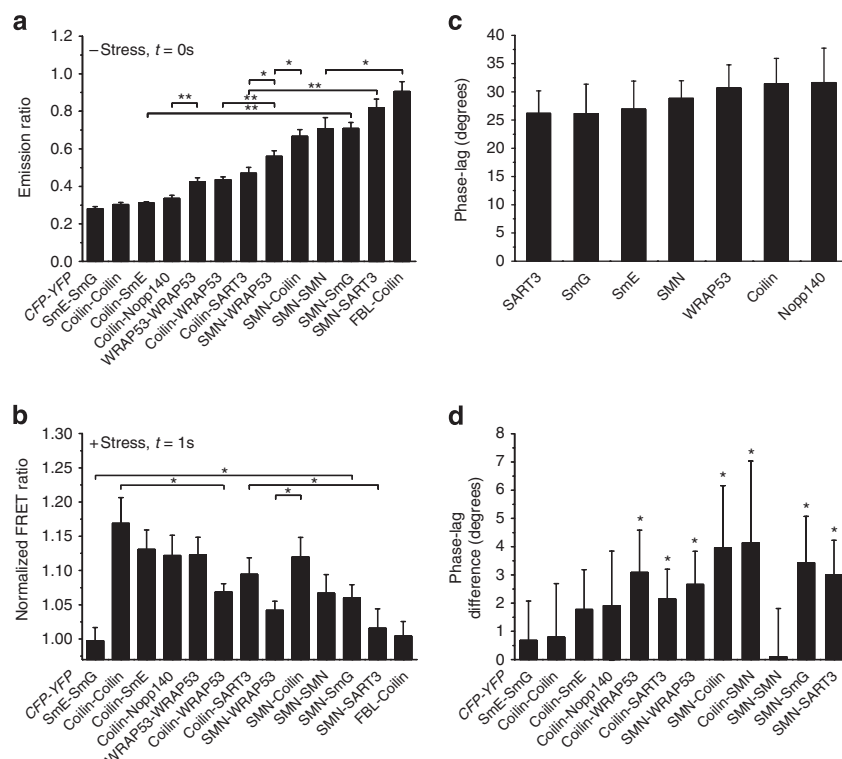 a
−Stress, t = 0s
Emission ratio
1.2
1.0
0.8
0.6
0.4
0.2
0.0
*
*
*
**
**
**
**
CFP-YFP
SmE-SmG
Coilin-Coilin
Coilin-SmE
Coilin-Nopp140
WRAP53-WRAP53
Coilin-WRAP53
Coilin-SART3
SMN-WRAP53
SMN-Coilin
SMN-SMN
SMN-SmG
SMN-SART3
FBL-Coilin
c
Phase-lag (degrees)
40
35
30
25
20
15
10
5
0
SART3
SmG
SmE
SMN
WRAP53
Coilin
Nopp140
b
+Stress, t = 1s
Normalized FRET ratio
1.30
1.25
1.20
1.15
1.10
1.05
1.00
*
*
*
*
CFP-YFP
SmE-SmG
Coilin-Coilin
Coilin-SmE
Coilin-Nopp140
WRAP53-WRAP53
Coilin-WRAP53
Coilin-SART3
SMN-WRAP53
SMN-Coilin
SMN-SMN
SMN-SmG
SMN-SART3
FBL-Coilin
d
Phase-lag
difference (degrees)
8
7
6
5
4
3
2
1
0
*
*
*
*
*
*
*
CFP-YFP
SmE-SmG
Coilin-Coilin
Coilin-SmE
Coilin-Nopp140
Coilin-WRAP53
Coilin-SART3
SMN-WRAP53
SMN-Coilin
Coilin-SMN
SMN-SMN
SMN-SmG
SMN-SART3